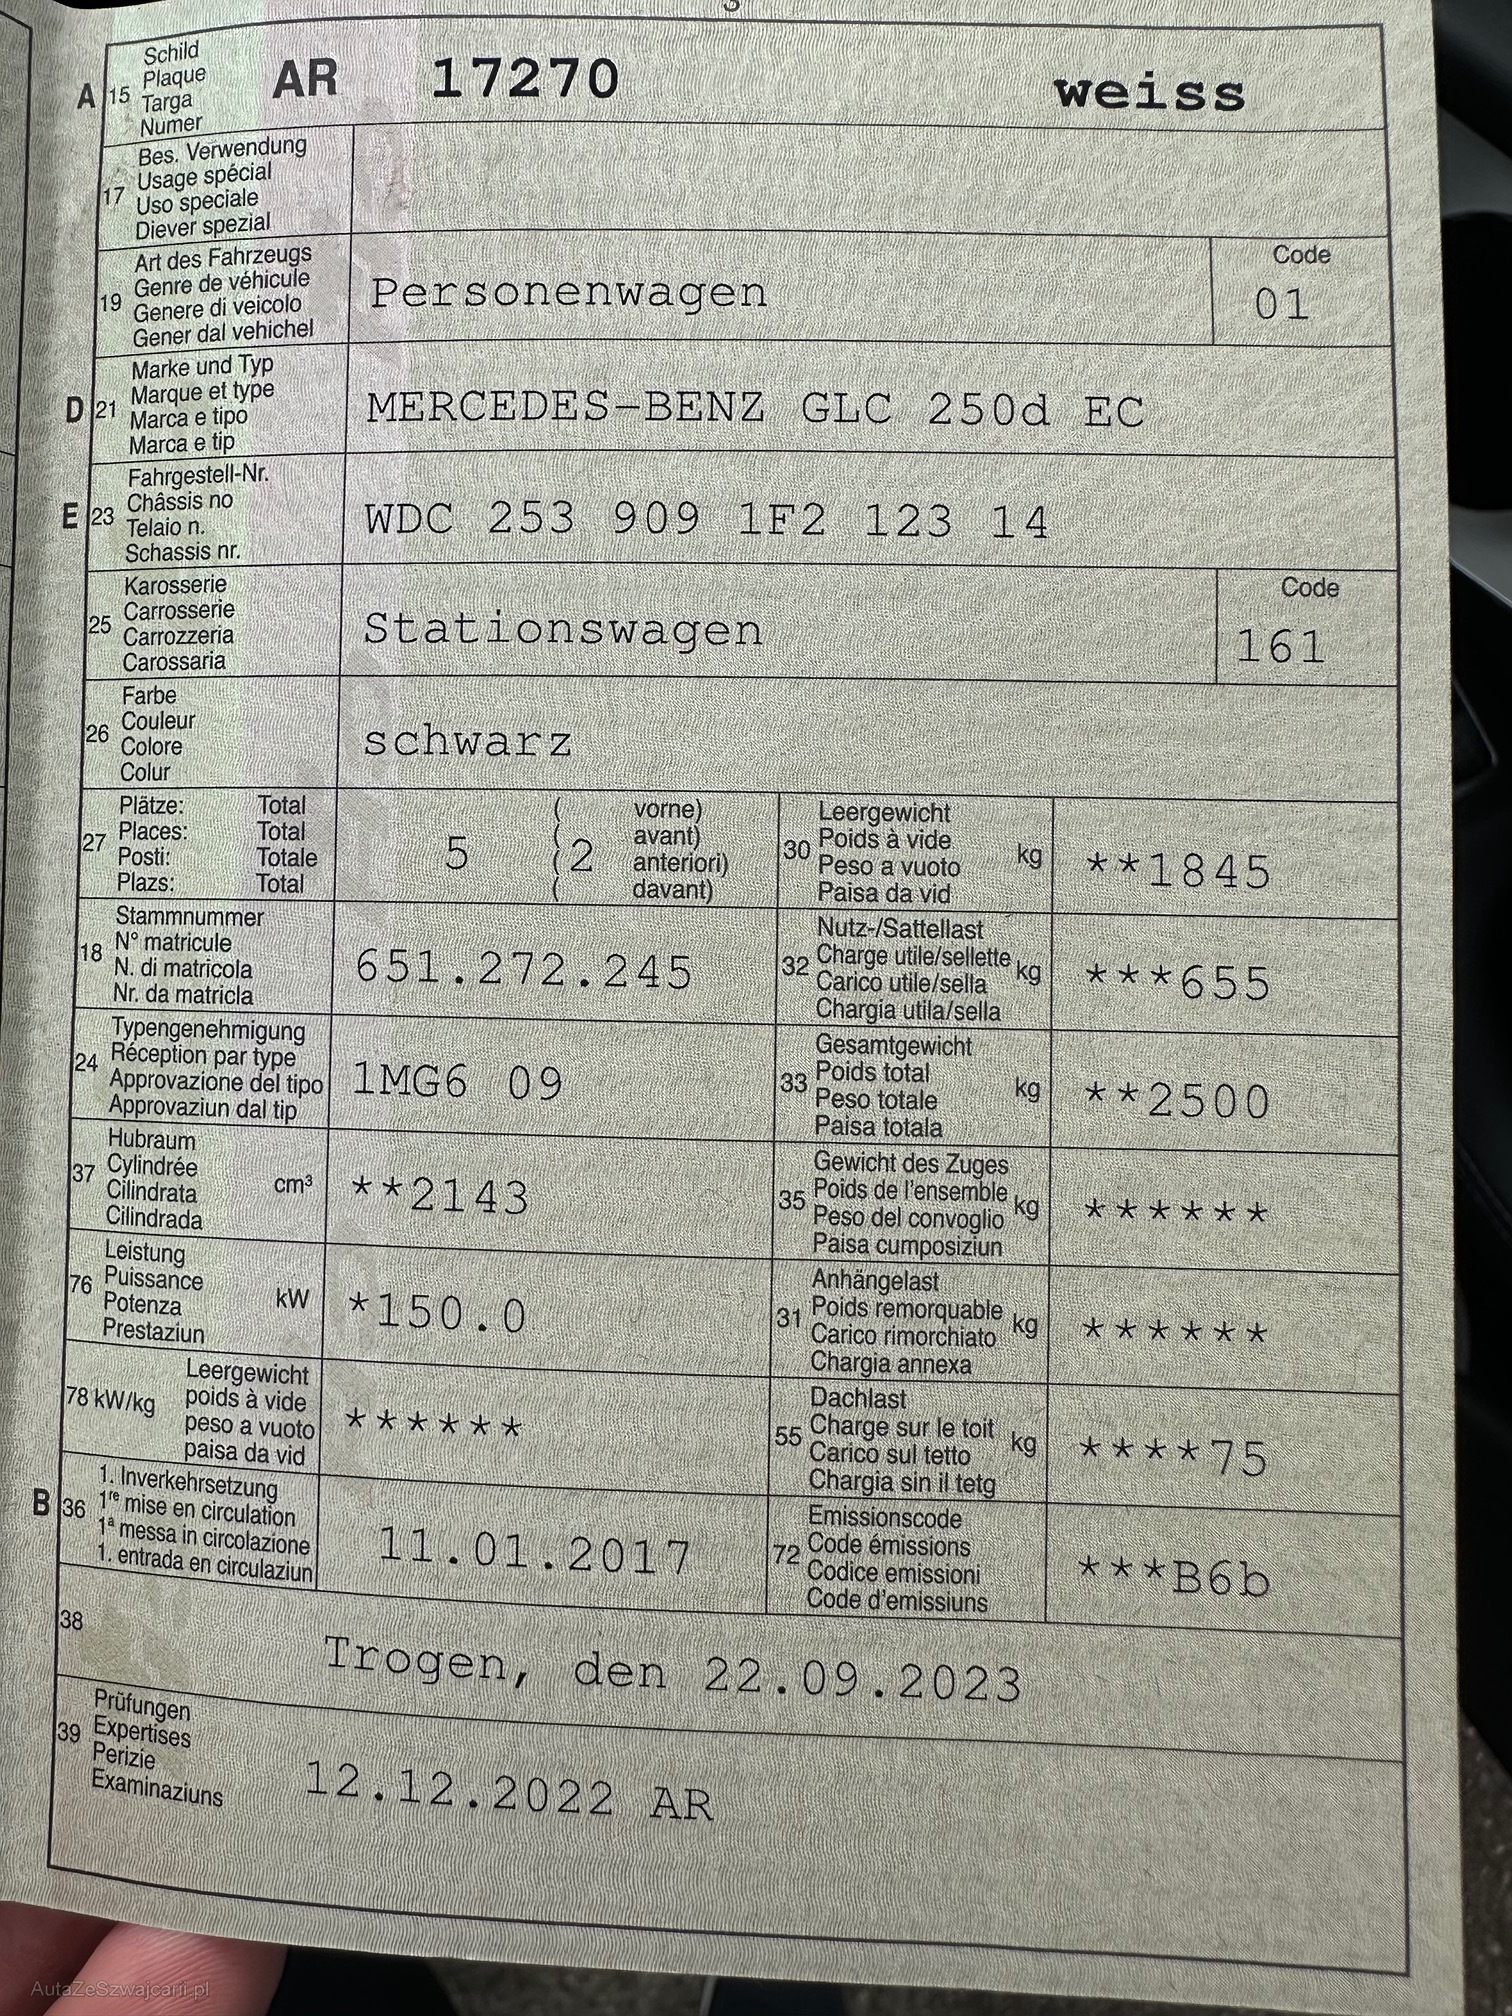 A 15 Schild Plaque Targa Numer AR 17270 weiss
17 Bes. Verwendung
Usage spécial
Uso speciale
Diever spezial
19 Art des Fahrzeugs
Genre de véhicule
Genere di veicolo
Gener dal vehichel
Personenwagen
Code
01
D 21 Marke und Typ
Marque et type
Marca e tipo
Marca e tip
MERCEDES-BENZ GLC 250d EC
E 23 Fahrgestell-Nr.
Châssis no
Telaio n.
Schassis nr.
WDC 253 909 1F2 123 14
25 Karosserie
Carrosserie
Carrozzeria
Carossaria
Stationswagen
Code
161
26 Farbe
Couleur
Colore
Colur
schwarz
27 Plätze: Total
Places: Total
Posti: Totale
Plazs: Total
5
( vorne)
( avant)
( 2 anteriori)
( davant)
30 Leergewicht
Poids à vide
Peso a vuoto
Paisa da vid
kg
**1845
18 Stammnummer
N° matricule
N. di matricola
Nr. da matricla
651.272.245
32 Nutz-/Sattellast
Charge utile/sellette
Carico utile/sella
Chargia utila/sella
kg
***655
24 Typengenehmigung
Réception par type
Approvazione del tipo
Approvaziun dal tip
1MG6 09
33 Gesamtgewicht
Poids total
Peso totale
Paisa totala
kg
**2500
37 Hubraum
Cylindrée
Cilindrata
Cilindrada
cm³
**2143
35 Gewicht des Zuges
Poids de l'ensemble
Peso del convoglio
Paisa cumposiziun
kg
******
76 Leistung
Puissance
Potenza
Prestaziun
kW
*150.0
31 Anhängelast
Poids remorquable
Carico rimorchiato
Chargia annexa
kg
******
78 kW/kg
Leergewicht
poids à vide
peso a vuoto
paisa da vid
******
55 Dachlast
Charge sur le toit
Carico sul tetto
Chargia sin il tetg
kg
****75
B 36 1. Inverkehrsetzung
1re mise en circulation
1a messa in circolazione
1. entrada en circulaziun
11.01.2017
72 Emissionscode
Code émissions
Codice emissioni
Code d'emissiuns
***B6b
38
Trogen, den 22.09.2023
39 Prüfungen
Expertises
Perizie
Examinaziuns
12.12.2022 AR
AutaZeSzwajcarii.pl